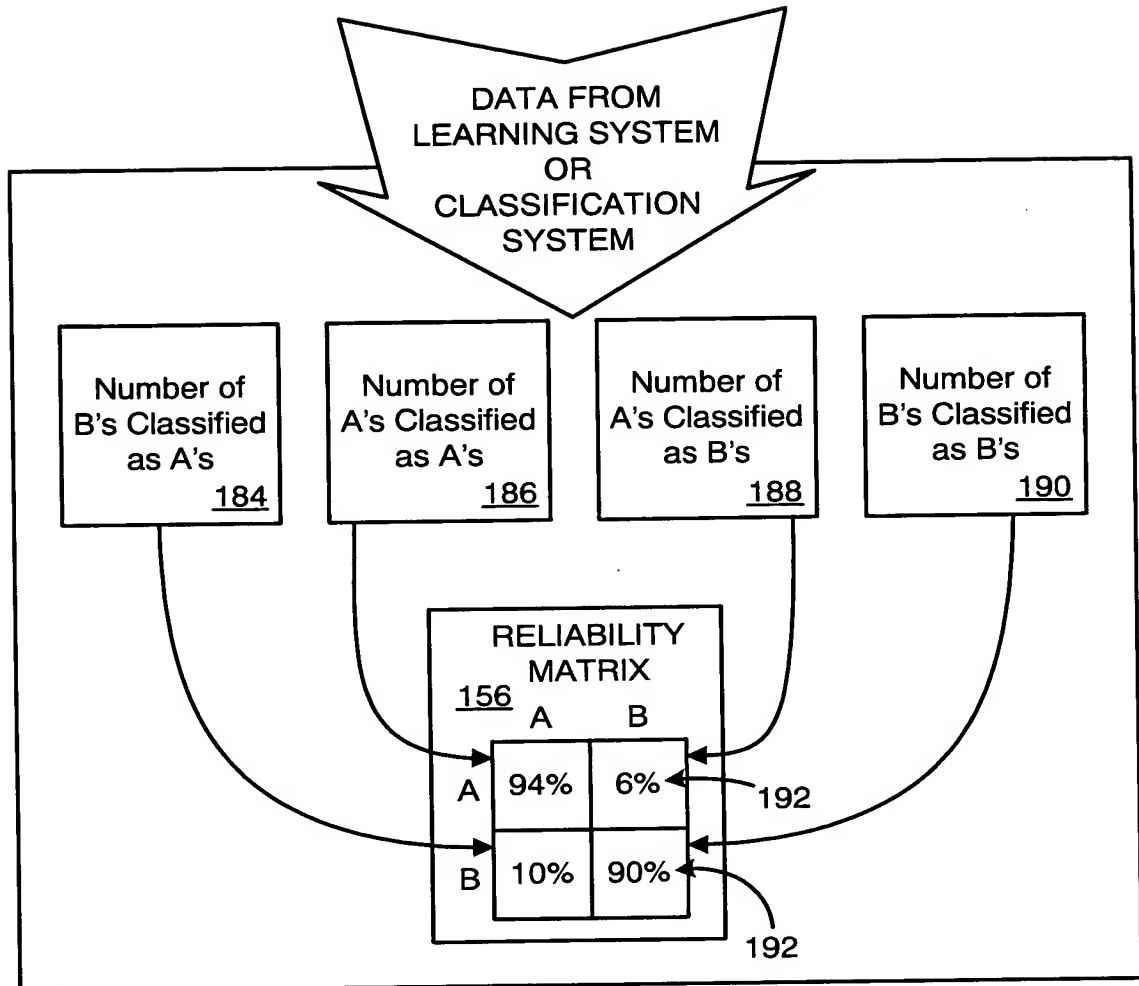 DATA FROM
LEARNING SYSTEM
OR
CLASSIFICATION
SYSTEM
Number of
B's Classified
as A's
184
Number of
A's Classified
as A's
186
Number of
A's Classified
as B's
188
Number of
B's Classified
as B's
190
RELIABILITY
MATRIX
156
A B
A 94% 6% 192
B 10% 90%
192